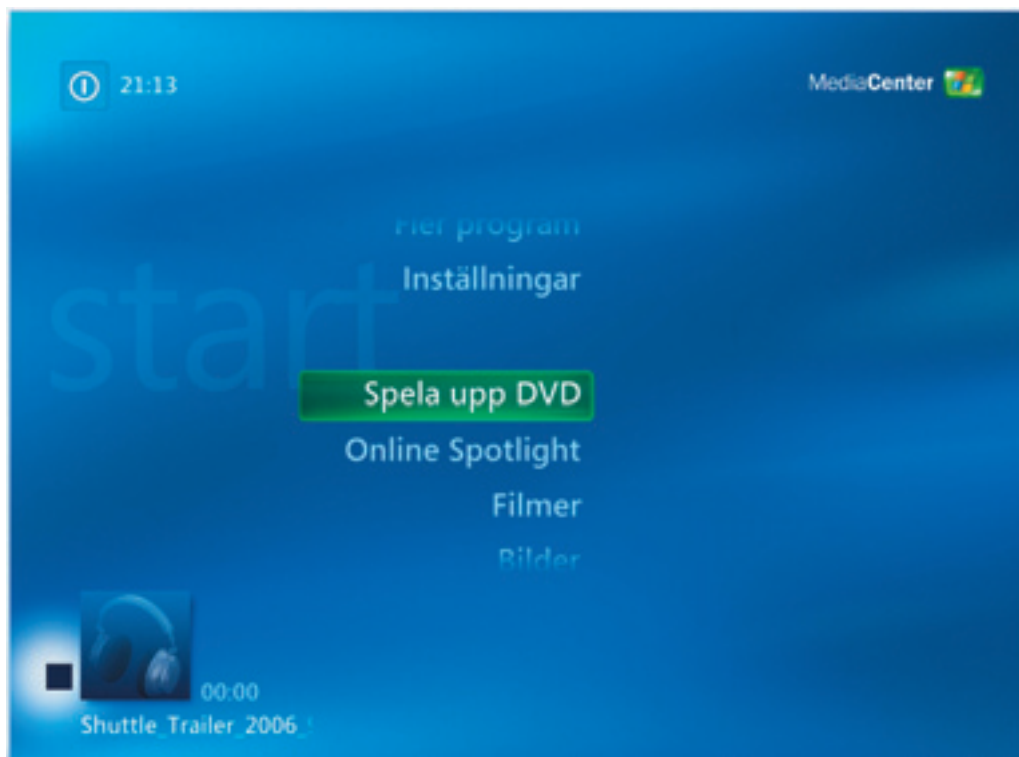 21:13
MediaCenter
Fler program
start
Inställningar
Spela upp DVD
Online Spotlight
Filmer
Bilder
00:00
Shuttle_Trailer_2006_